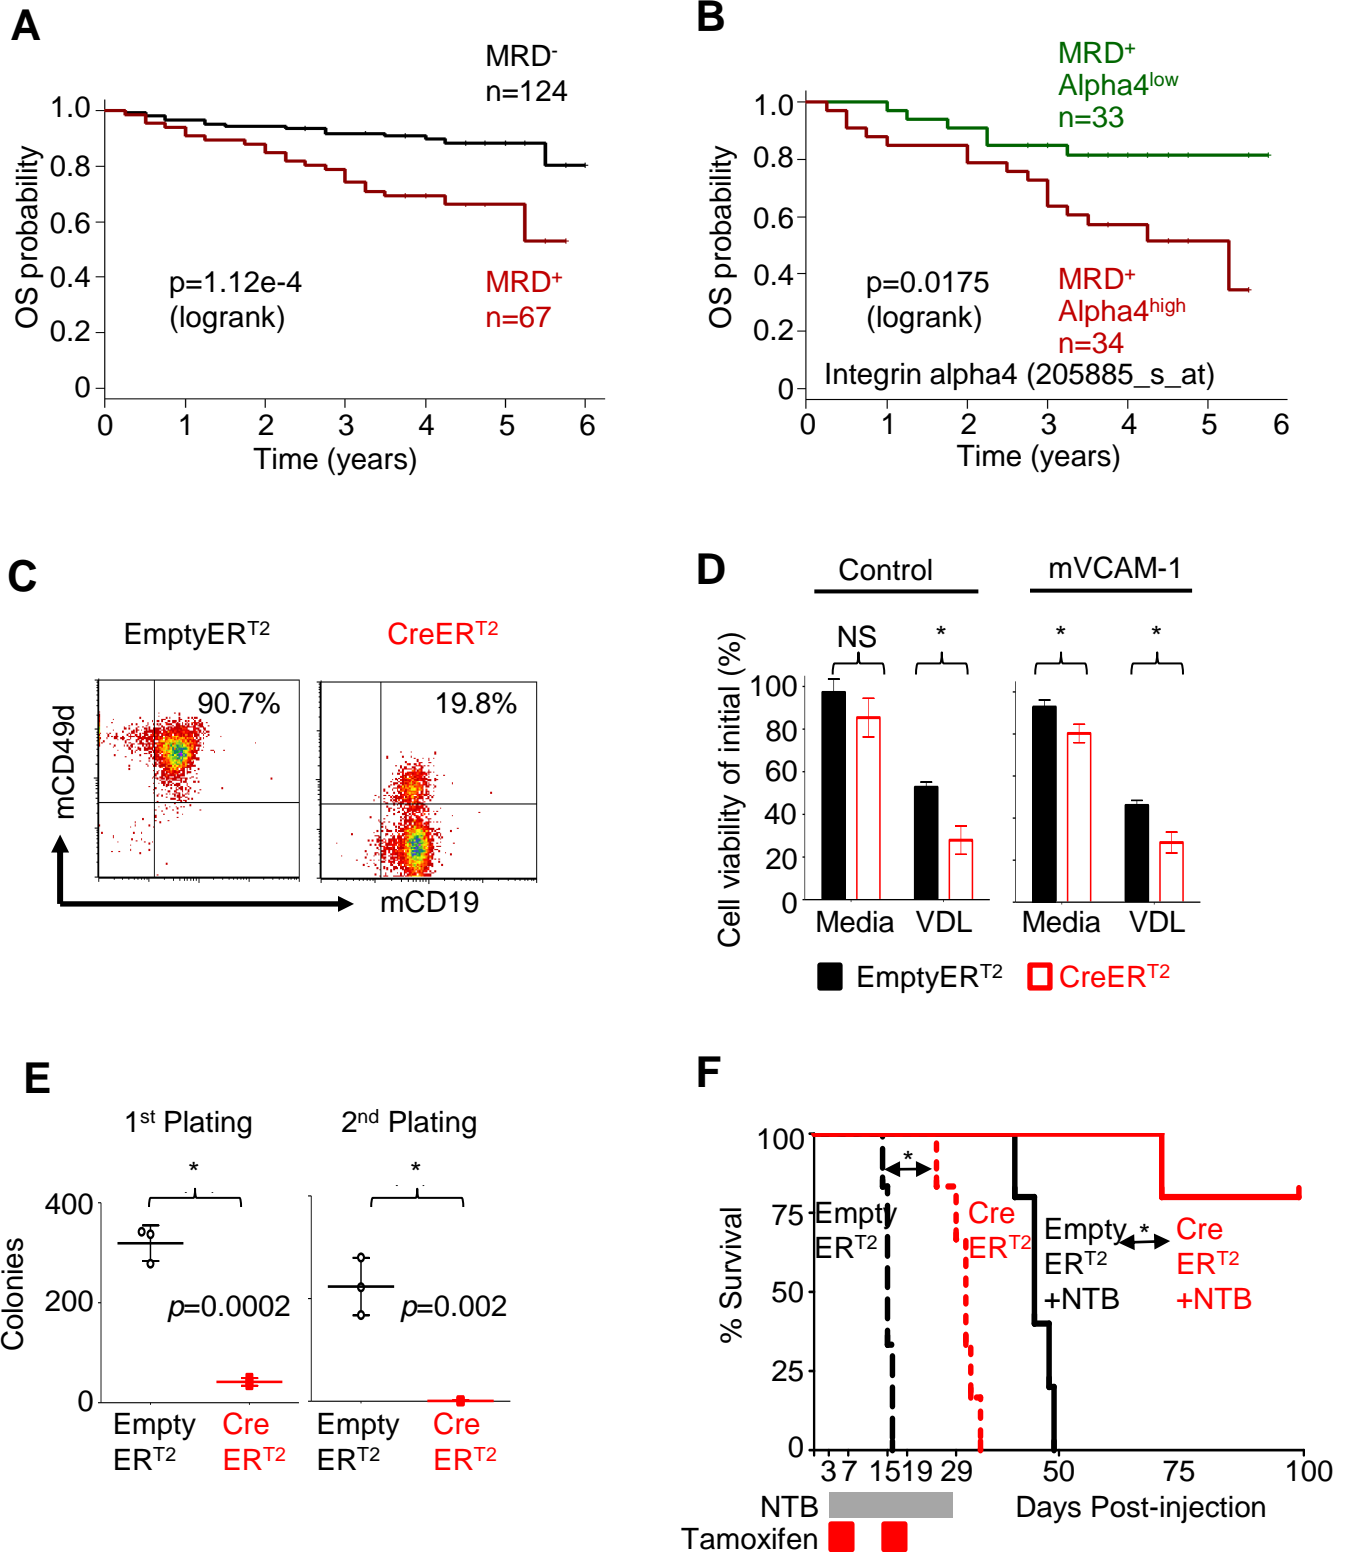 A
MRD-
n=124
1.0
0.8
0.6
0.4
0.2
0
OS probability
p=1.12e-4
(logrank)
MRD+
n=67
0 1 2 3 4 5 6
Time (years)
B
MRD+
Alpha4low
n=33
1.0
0.8
0.6
0.4
0.2
0
OS probability
p=0.0175
(logrank)
MRD+
Alpha4high
n=34
Integrin alpha4 (205885_s_at)
0 1 2 3 4 5 6
Time (years)
C
EmptyERT2
CreERT2
90.7%
19.8%
mCD49d
mCD19
D
Control
mVCAM-1
NS
*
*
*
Cell viability of initial (%)
100
80
60
40
20
0
Media VDL
Media VDL
EmptyERT2
CreERT2
E
1st Plating
2nd Plating
*
*
Colonies
400
200
0
p=0.0002
p=0.002
Empty
ERT2
Cre
ERT2
Empty
ERT2
Cre
ERT2
F
% Survival
100
75
50
25
0
*
Empty
ERT2
Cre
ERT2
Empty
ERT2
+NTB
*
Cre
ERT2
+NTB
3 7 15 19 29 50 75 100
NTB
Days Post-injection
Tamoxifen